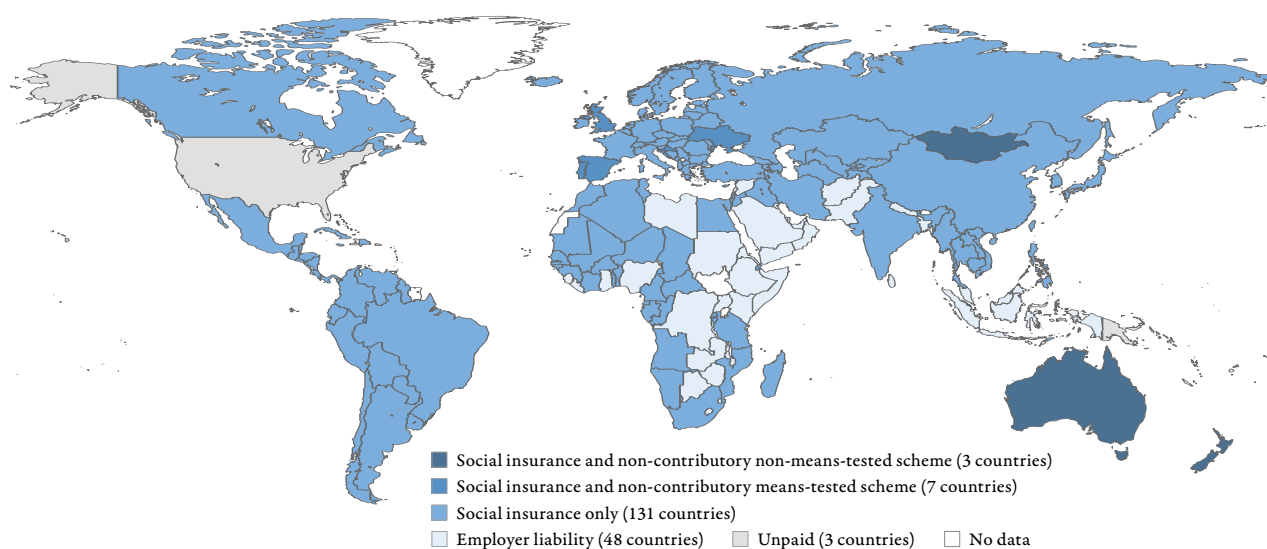 Social insurance and non-contributory non-means-tested scheme (3 countries)
Social insurance and non-contributory means-tested scheme (7 countries)
Social insurance only (131 countries)
Employer liability (48 countries) Unpaid (3 countries) No data